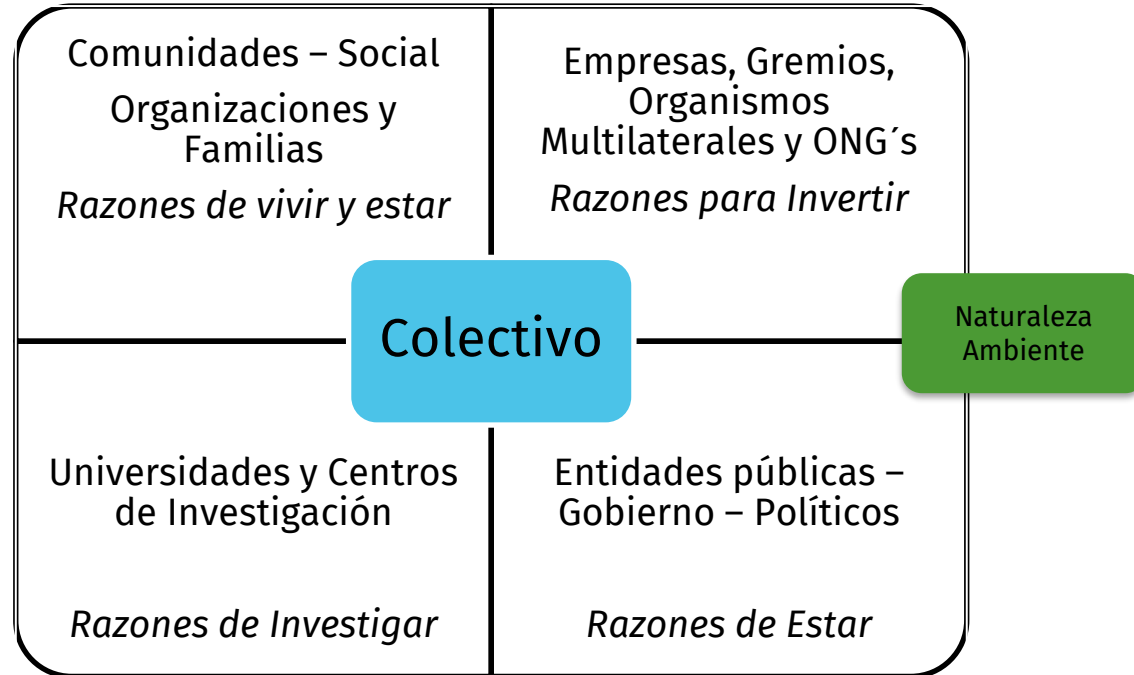 Comunidades – Social
Organizaciones y
Familias
Razones de vivir y estar
Empresas, Gremios,
Organismos
Multilaterales y ONG´s
Razones para Invertir
Colectivo
Naturaleza
Ambiente
Universidades y Centros
de Investigación
Razones de Investigar
Entidades públicas –
Gobierno – Políticos
Razones de Estar